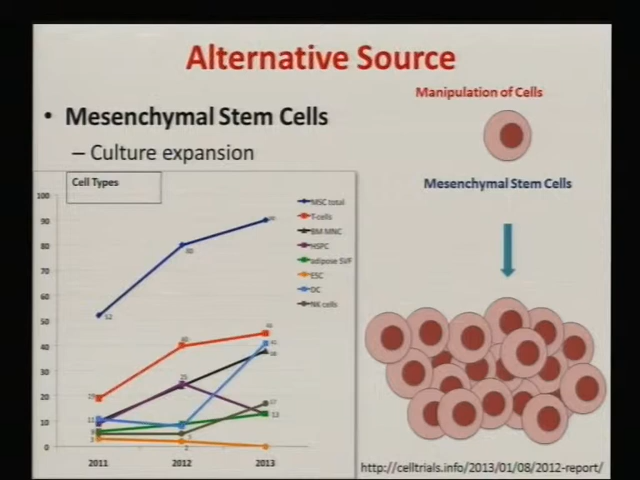 Alternative Source
• Mesenchymal Stem Cells
– Culture expansion
Manipulation of Cells
Mesenchymal Stem Cells
Cell Types
100
90
80
70
60
50
40
30
20
10
0
2011
2012
2013
52
80
40
25
17
13
MSC total
T-cells
BM MNC
HSPC
adipose SVF
ESC
DC
NK cells
http://celltrials.info/2013/01/08/2012-report/